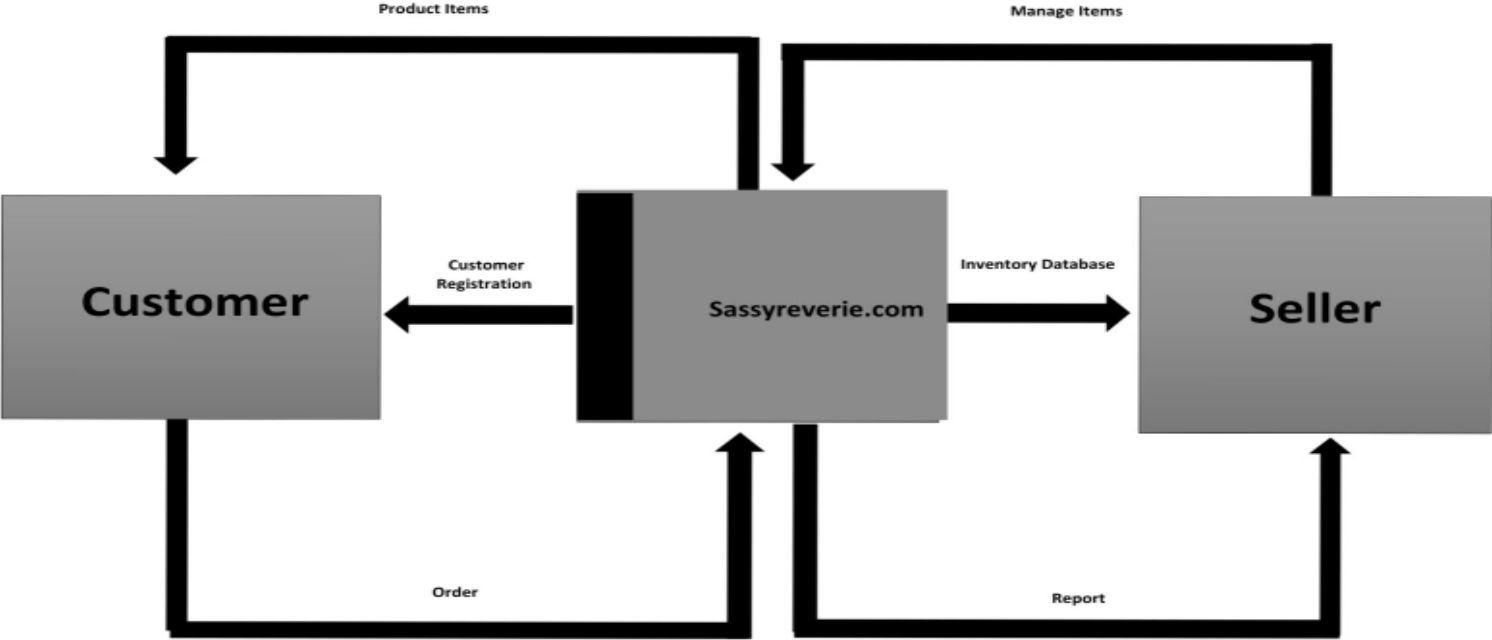 Product Items
Manage Items
Customer
Registration
Inventory Database
Customer
Sassyreverie.com
Seller
Order
Report